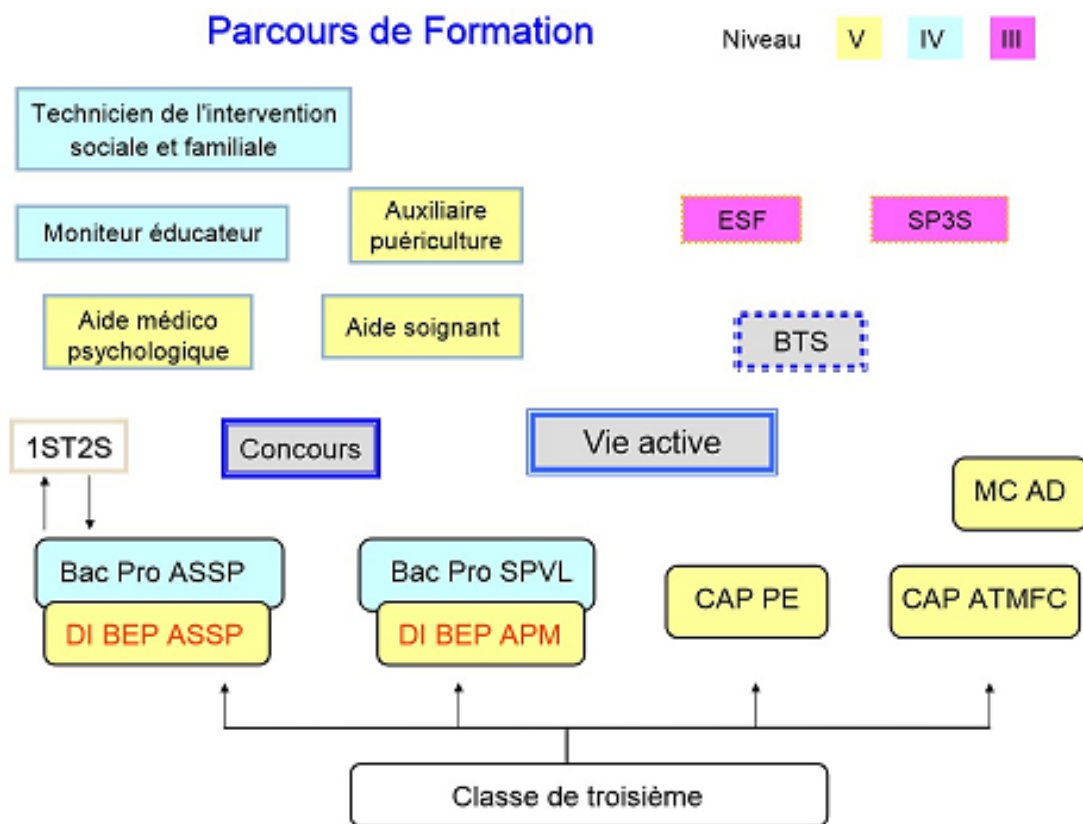 Parcours de Formation
Niveau V IV III
Technicien de l'intervention
sociale et familiale
Moniteur éducateur
Auxiliaire
puériculture
ESF
SP3S
Aide médico
psychologique
Aide soignant
BTS
1ST2S
Concours
Vie active
MC AD
Bac Pro ASSP
DI BEP ASSP
Bac Pro SPVL
DI BEP APM
CAP PE
CAP ATMFC
Classe de troisième